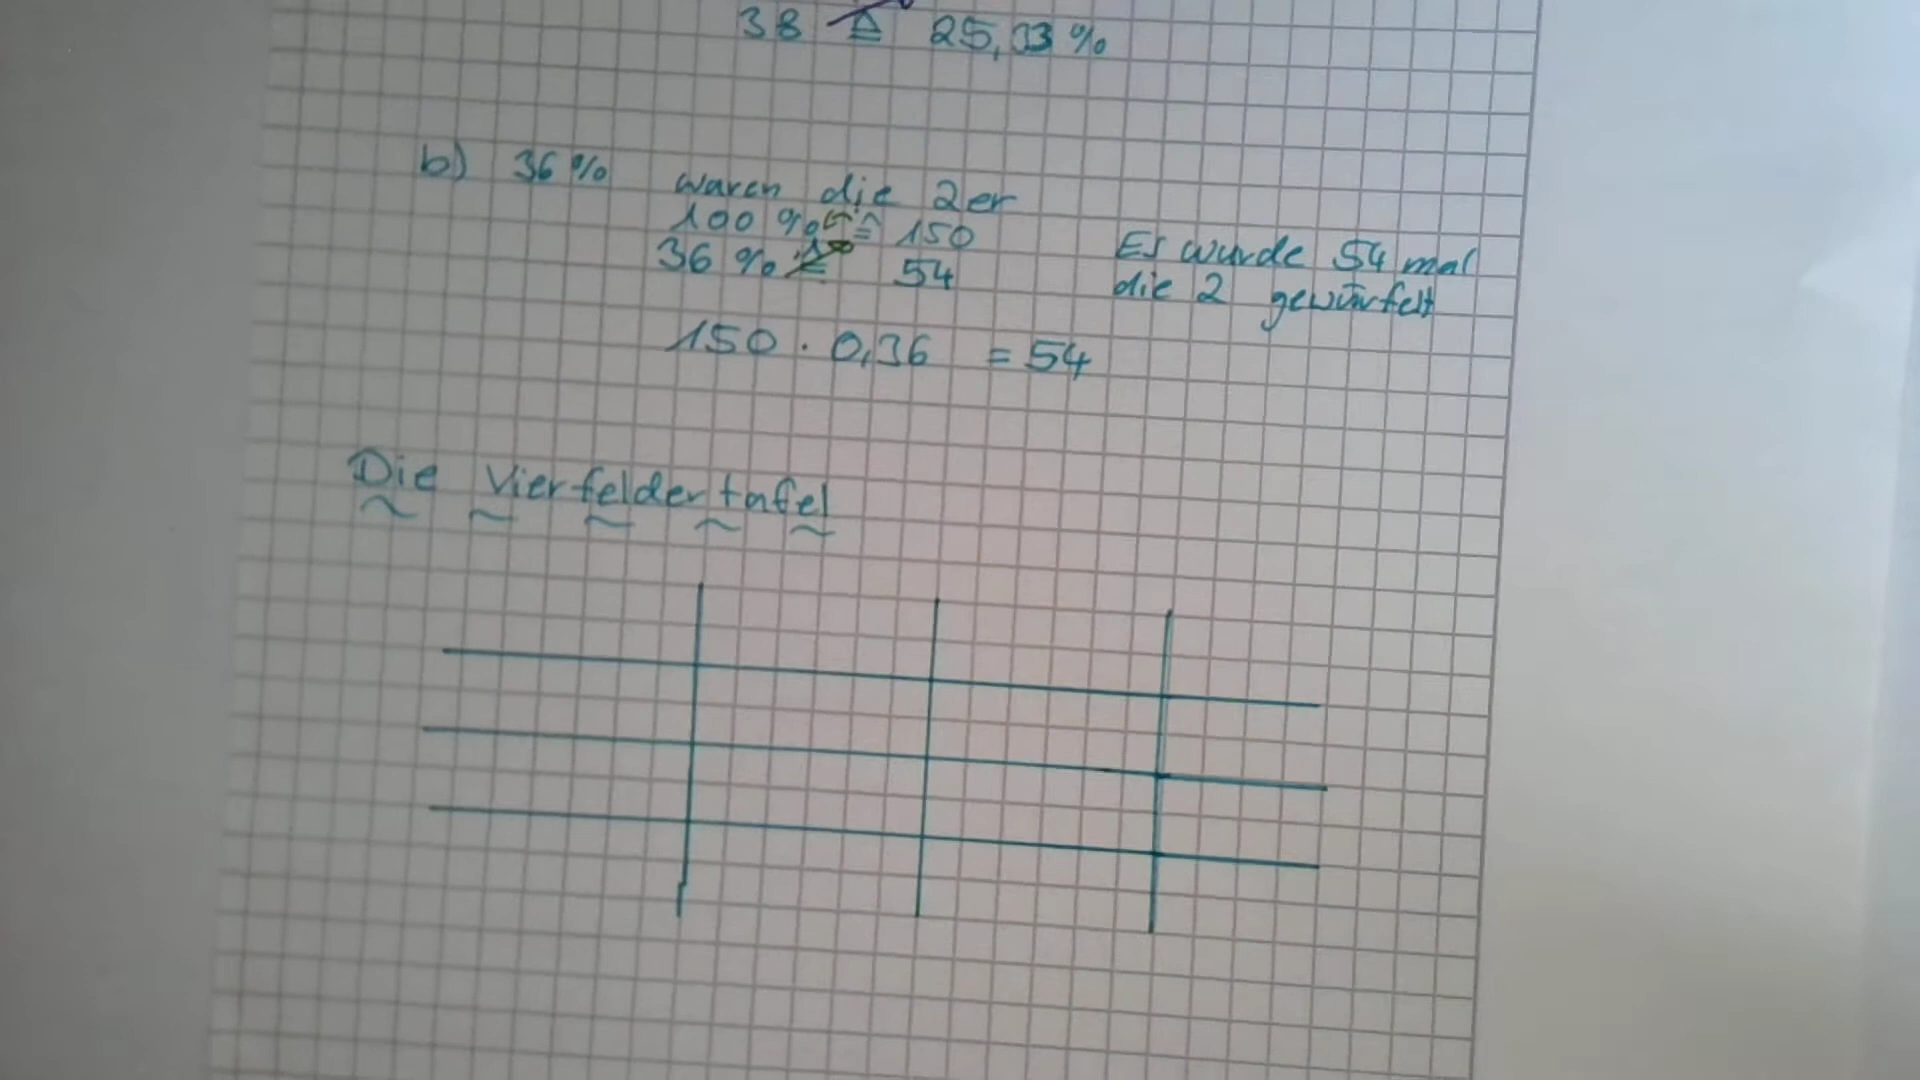 38 ≙ 25,33 %
b) 36 % waren die 2er
100 % ≙ 150
36 % ≙ 54
Es wurde 54 mal
die 2 gewürfelt
150 · 0,36 = 54
Die Vierfeldertafel